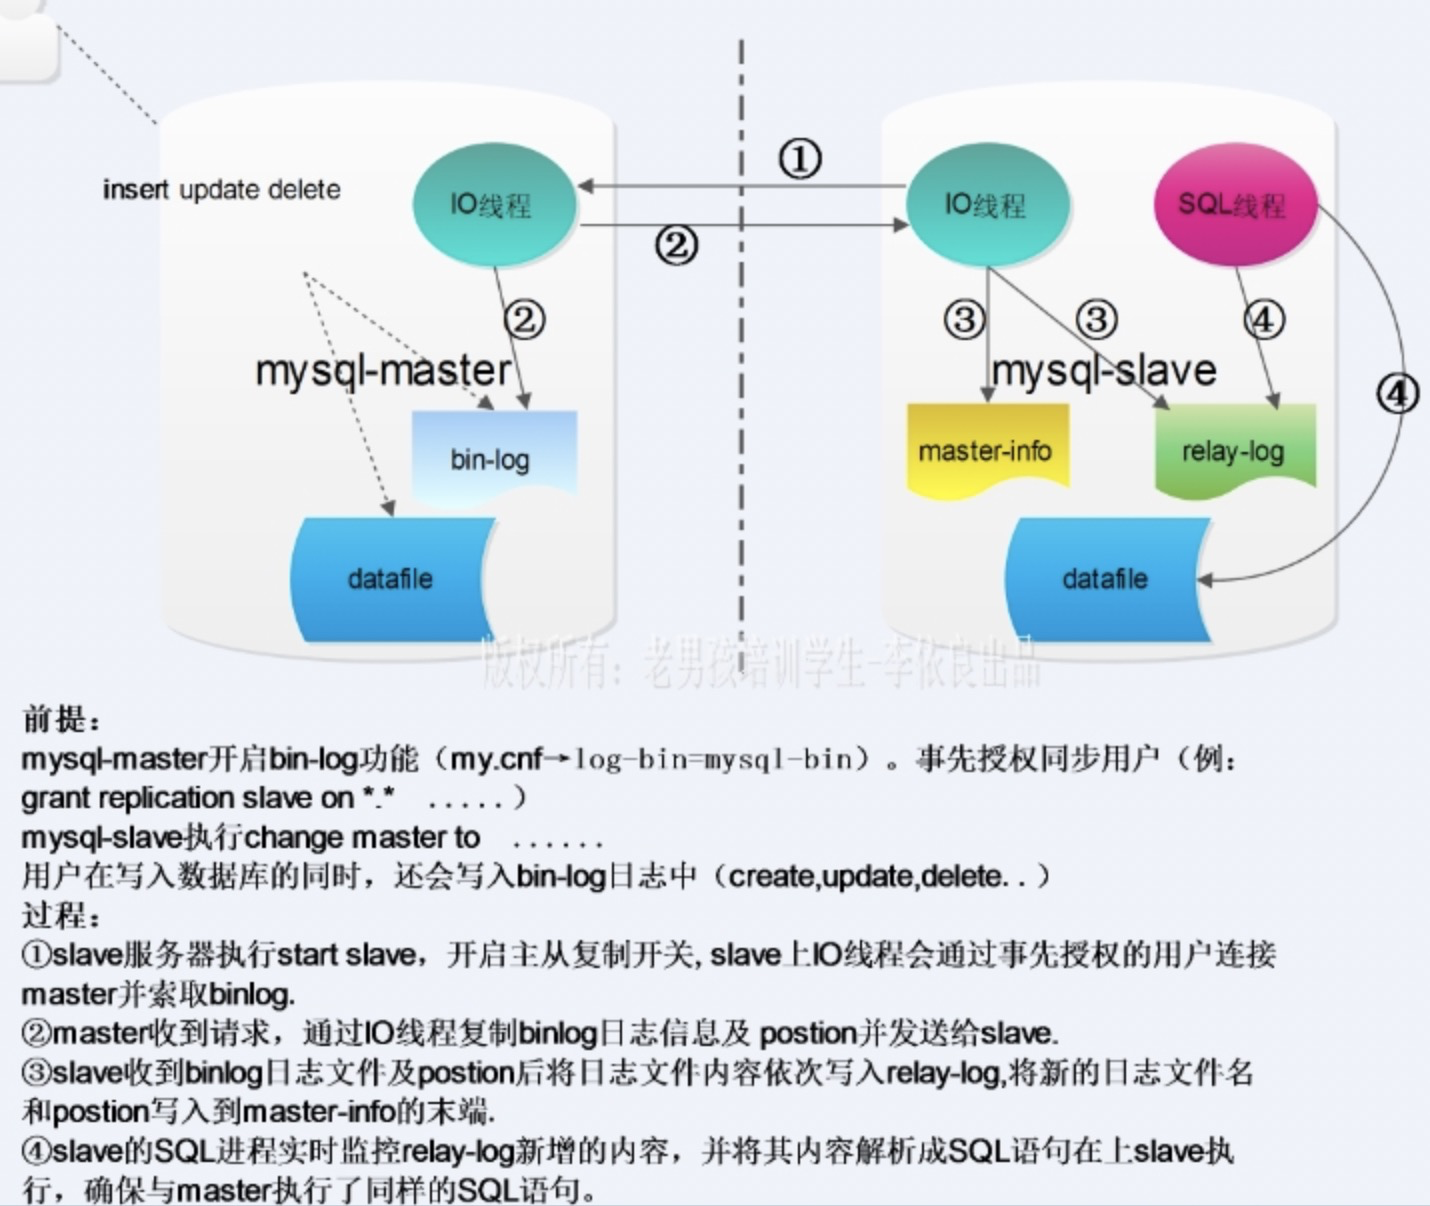 ①
insert update delete
IO线程
IO线程
SQL线程
②
②
③
③
④
mysql-master
mysql-slave
④
bin-log
master-info
relay-log
datafile
datafile
版权所有：老男孩培训学生-李依良出品
前提：
mysql-master开启bin-log功能（my.cnf→log-bin=mysql-bin）。事先授权同步用户（例：
grant replication slave on *.* .....）
mysql-slave执行change master to ......
用户在写入数据库的同时，还会写入bin-log日志中（create,update,delete..）
过程：
①slave服务器执行start slave，开启主从复制开关, slave上IO线程会通过事先授权的用户连接
master并索取binlog.
②master收到请求，通过IO线程复制binlog日志信息及 postion并发送给slave.
③slave收到binlog日志文件及postion后将日志文件内容依次写入relay-log,将新的日志文件名
和postion写入到master-info的末端.
④slave的SQL进程实时监控relay-log新增的内容，并将其内容解析成SQL语句在上slave执
行，确保与master执行了同样的SQL语句。